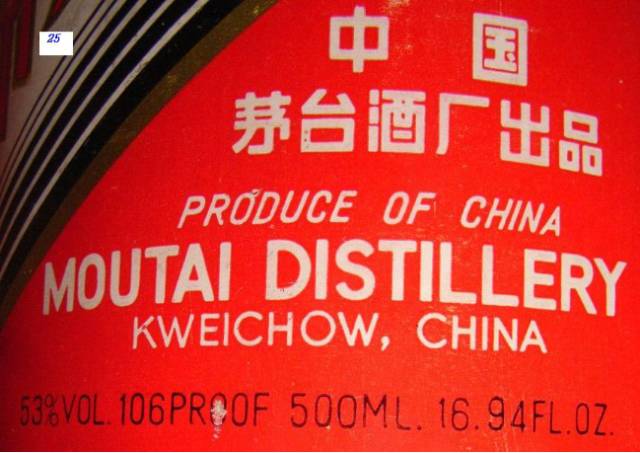 25
中国
茅台酒厂出品
PRODUCE OF CHINA
MOUTAI DISTILLERY
KWEICHOW, CHINA
53%VOL. 106PROOF 500ML. 16.94FL.OZ.